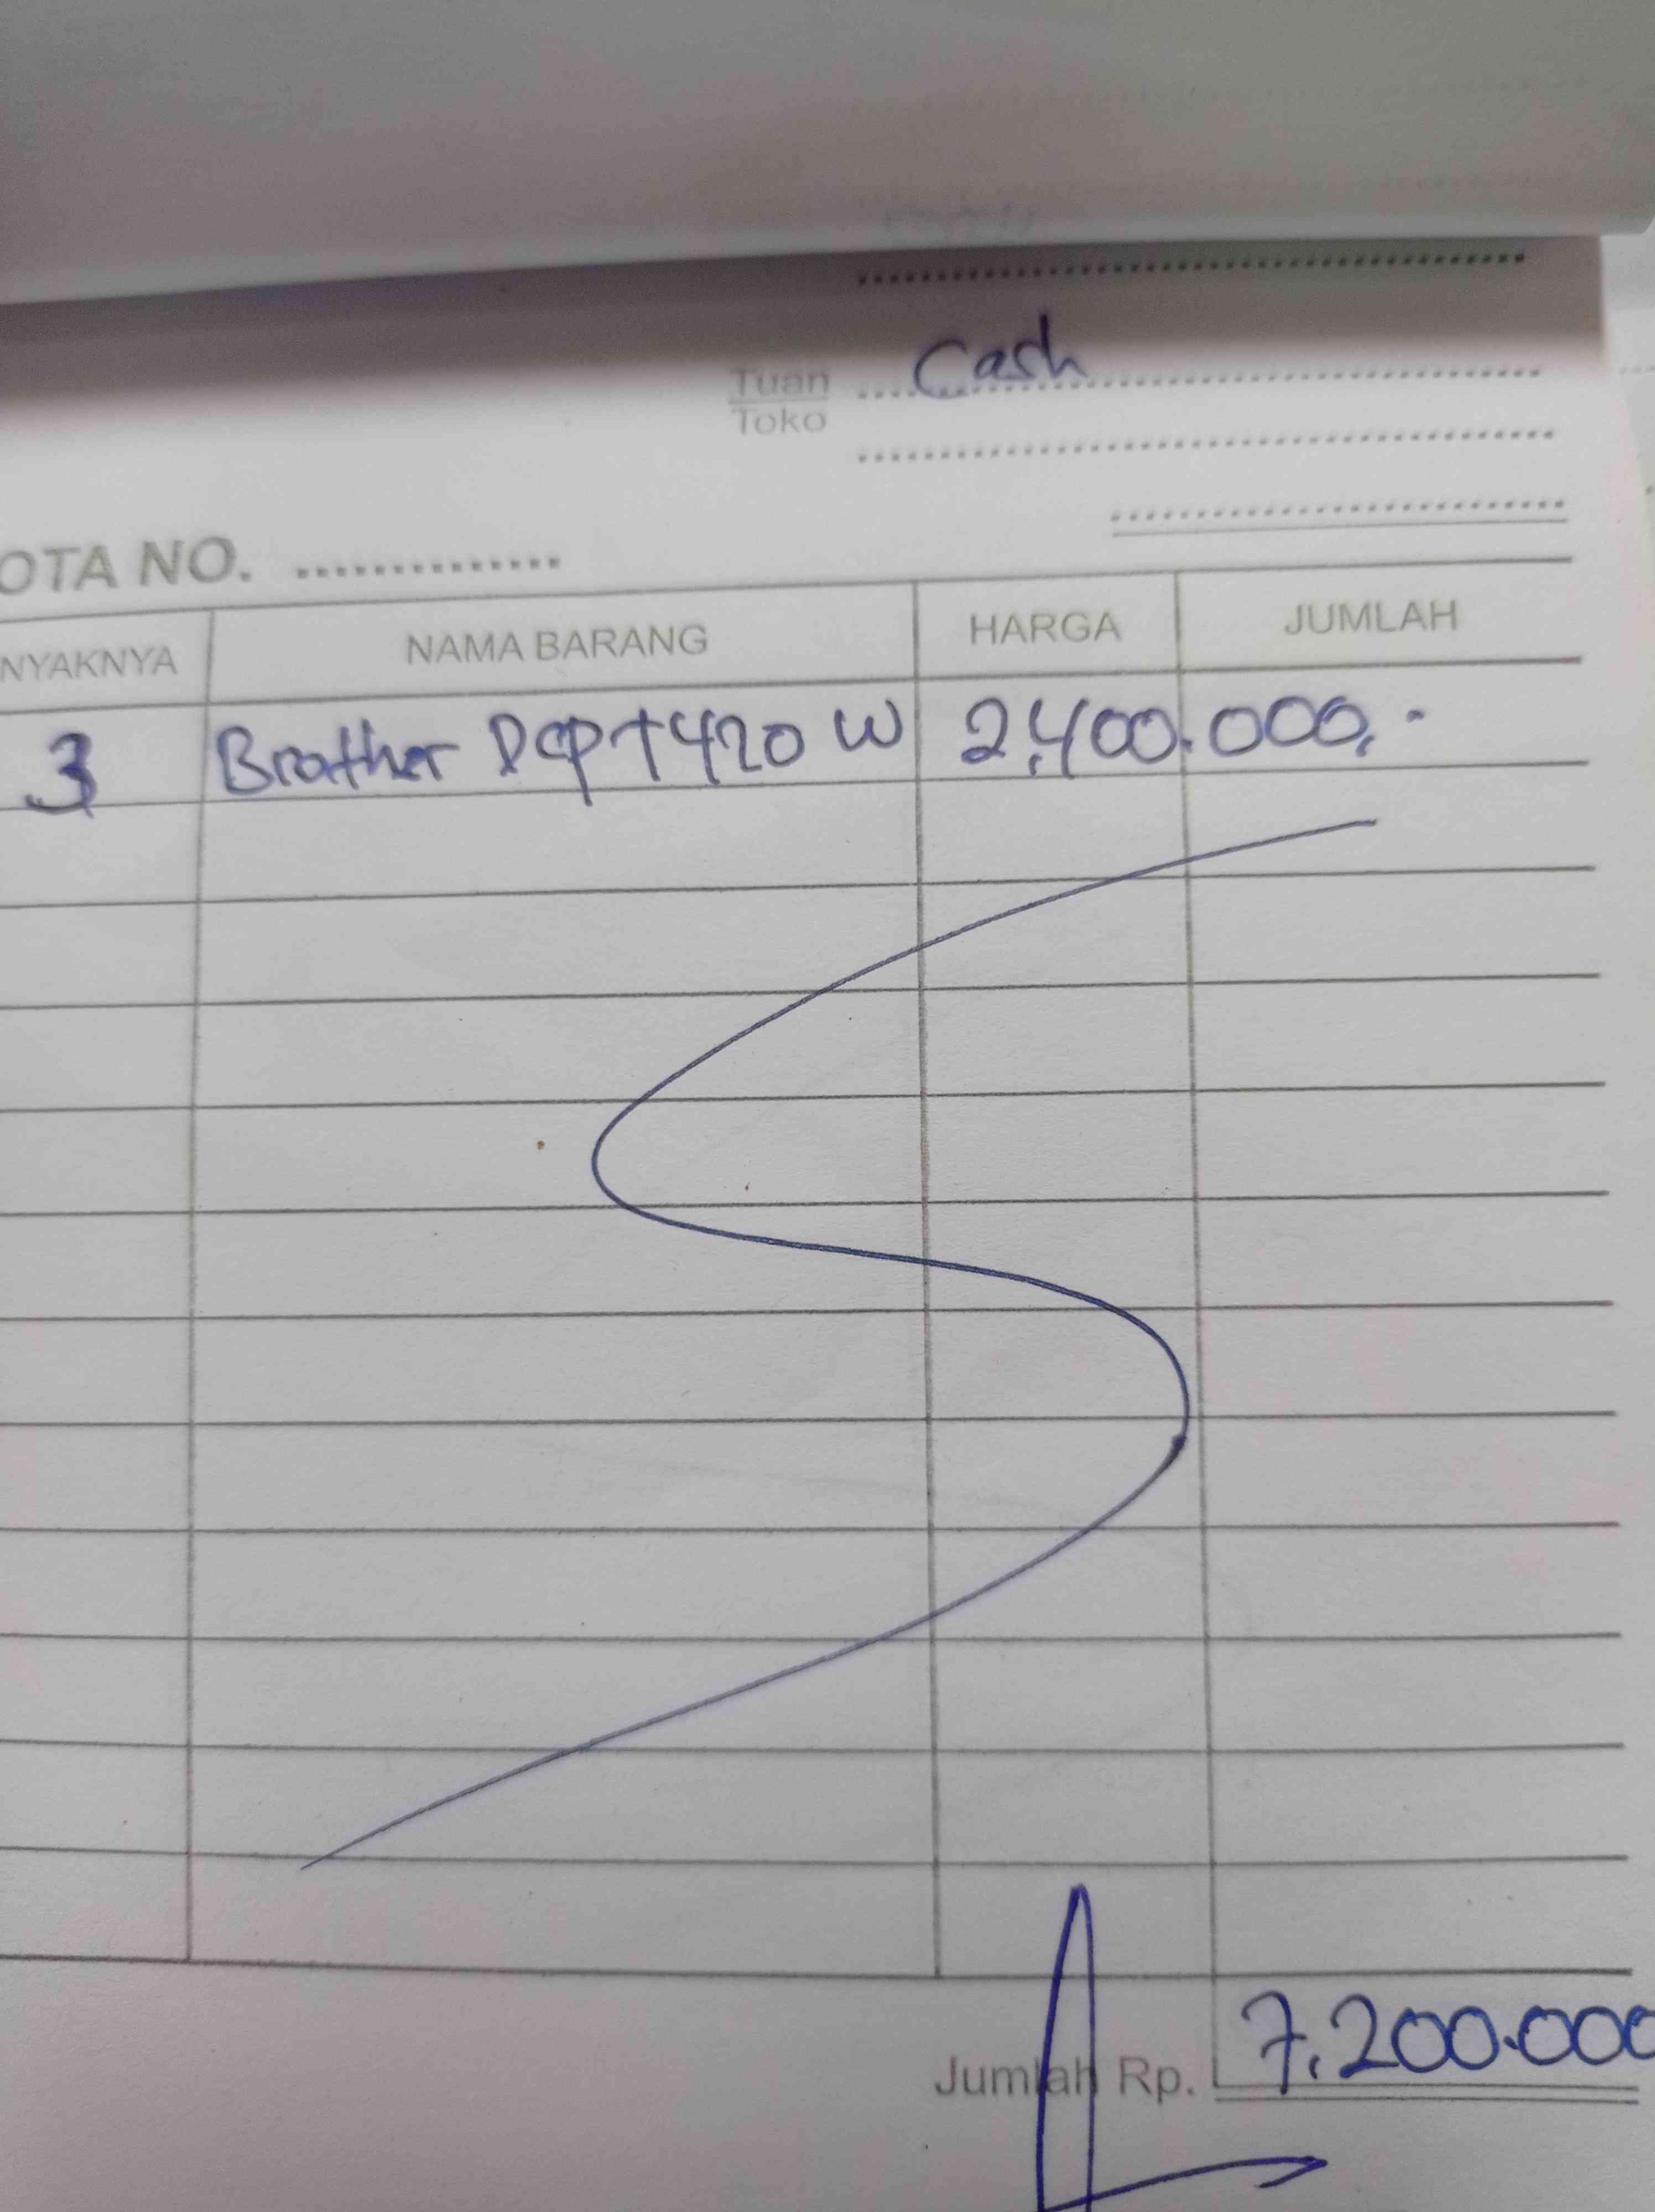 Cash
Tuan
Toko
OTA NO. ..............
NYAKNYA NAMA BARANG HARGA JUMLAH
3 Brother Dcp T420 W 2.400.000,-
Jumlah Rp. 7.200.000